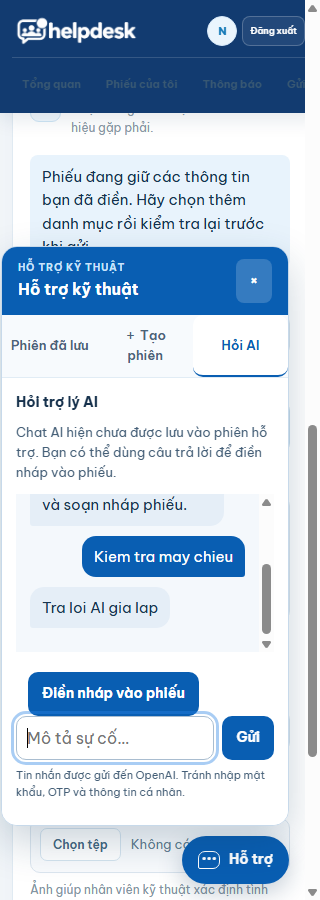 helpdesk
N
Đăng xuất
Tổng quan Phiếu của tôi Thông báo Gửi
hiệu gặp phải.
Phiếu đang giữ các thông tin
bạn đã điền. Hãy chọn thêm
danh mục rồi kiểm tra lại trước
khi gửi.
HỖ TRỢ KỸ THUẬT
Hỗ trợ kỹ thuật
×
Phiên đã lưu
+ Tạo
phiên
Hỏi AI
Hỏi trợ lý AI
Chat AI hiện chưa được lưu vào phiên hỗ
trợ. Bạn có thể dùng câu trả lời để điền
nháp vào phiếu.
và soạn nháp phiếu.
Kiem tra may chieu
Tra loi AI gia lap
Điền nháp vào phiếu
Mô tả sự cố...
Gửi
Tin nhắn được gửi đến OpenAI. Tránh nhập mật
khẩu, OTP và thông tin cá nhân.
Chọn tệp
Không có
Hỗ trợ
Ảnh giúp nhân viên kỹ thuật xác định tình